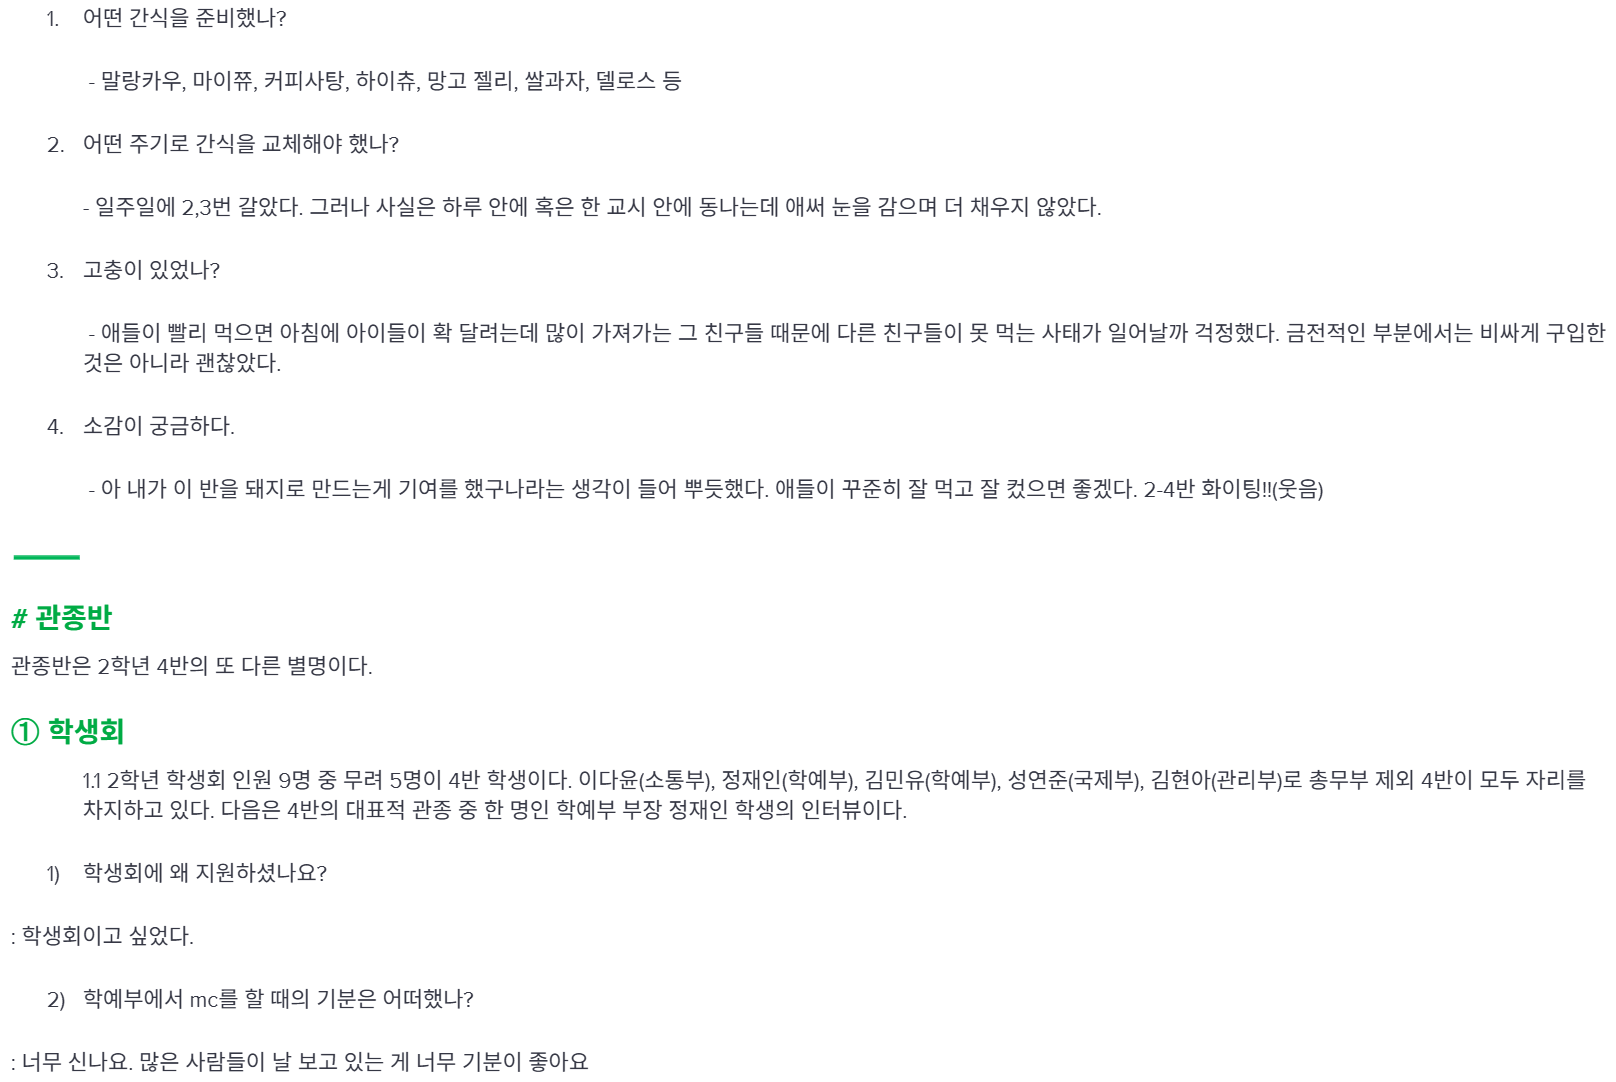 1. 어떤 간식을 준비했나?
- 말랑카우, 마이쮸, 커피사탕, 하이츄, 망고 젤리, 쌀과자, 델로스 등
2. 어떤 주기로 간식을 교체해야 했나?
- 일주일에 2,3번 갈았다. 그러나 사실은 하루 안에 혹은 한 교시 안에 동나는데 애써 눈을 감으며 더 채우지 않았다.
3. 고충이 있었나?
- 애들이 빨리 먹으면 아침에 아이들이 확 달려는데 많이 가져가는 그 친구들 때문에 다른 친구들이 못 먹는 사태가 일어날까 걱정했다. 금전적인 부분에서는 비싸게 구입한
것은 아니라 괜찮았다.
4. 소감이 궁금하다.
- 아 내가 이 반을 돼지로 만드는게 기여를 했구나라는 생각이 들어 뿌듯했다. 애들이 꾸준히 잘 먹고 잘 컸으면 좋겠다. 2-4반 화이팅!!(웃음)
# 관종반
관종반은 2학년 4반의 또 다른 별명이다.
① 학생회
1.1 2학년 학생회 인원 9명 중 무려 5명이 4반 학생이다. 이다윤(소통부), 정재인(학예부), 김민유(학예부), 성연준(국제부), 김현아(관리부)로 총무부 제외 4반이 모두 자리를
차지하고 있다. 다음은 4반의 대표적 관종 중 한 명인 학예부 부장 정재인 학생의 인터뷰이다.
1) 학생회에 왜 지원하셨나요?
: 학생회이고 싶었다.
2) 학예부에서 mc를 할 때의 기분은 어떠했나?
: 너무 신나요. 많은 사람들이 날 보고 있는 게 너무 기분이 좋아요